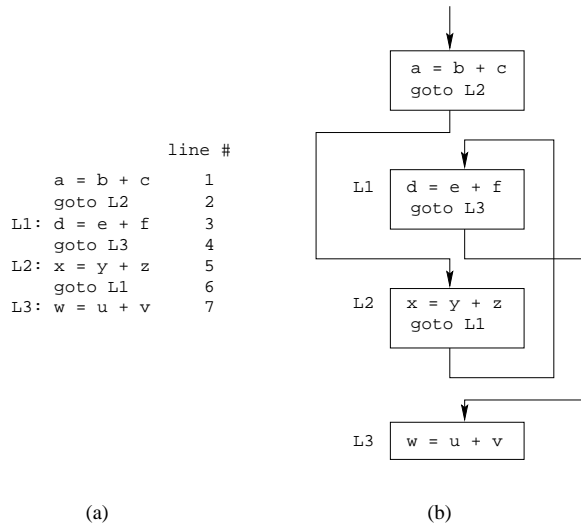 line #
a = b + c 1
goto L2 2
L1: d = e + f 3
goto L3 4
L2: x = y + z 5
goto L1 6
L3: w = u + v 7
(a)
a = b + c
goto L2
L1 d = e + f
goto L3
L2 x = y + z
goto L1
L3 w = u + v
(b)